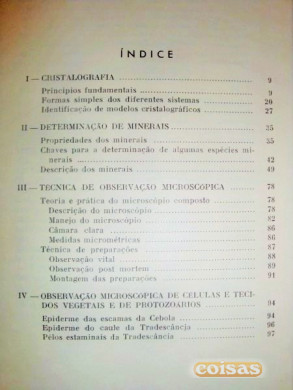 ÍNDICE
I — CRISTALOGRAFIA 9
Princípios fundamentais 9
Formas simples dos diferentes sistemas 20
Identificação de modelos cristalográficos 27
II — DETERMINAÇÃO DE MINERAIS 35
Propriedades dos minerais 35
Chaves para a determinação de algumas espécies mi-
nerais 42
Descrição dos minerais 49
III — TÉCNICA DE OBSERVAÇÃO MICROSCÓPICA 78
Teoria e prática do microscópio composto 78
Descrição do microscópio 78
Manejo do microscópio 82
Câmara clara 86
Medidas micrométricas 86
Técnica de preparações 87
Observação vital 88
Observação post mortem 89
Montagem das preparações 91
IV — OBSERVAÇÃO MICROSCÓPICA DE CÉLULAS E TECI-
DOS VEGETAIS E DE PROTOZOÁRIOS 94
Epiderme das escamas da Cebola 94
Epiderme do caule da Tradescância 96
Pêlos estaminais da Tradescância 97
coisas